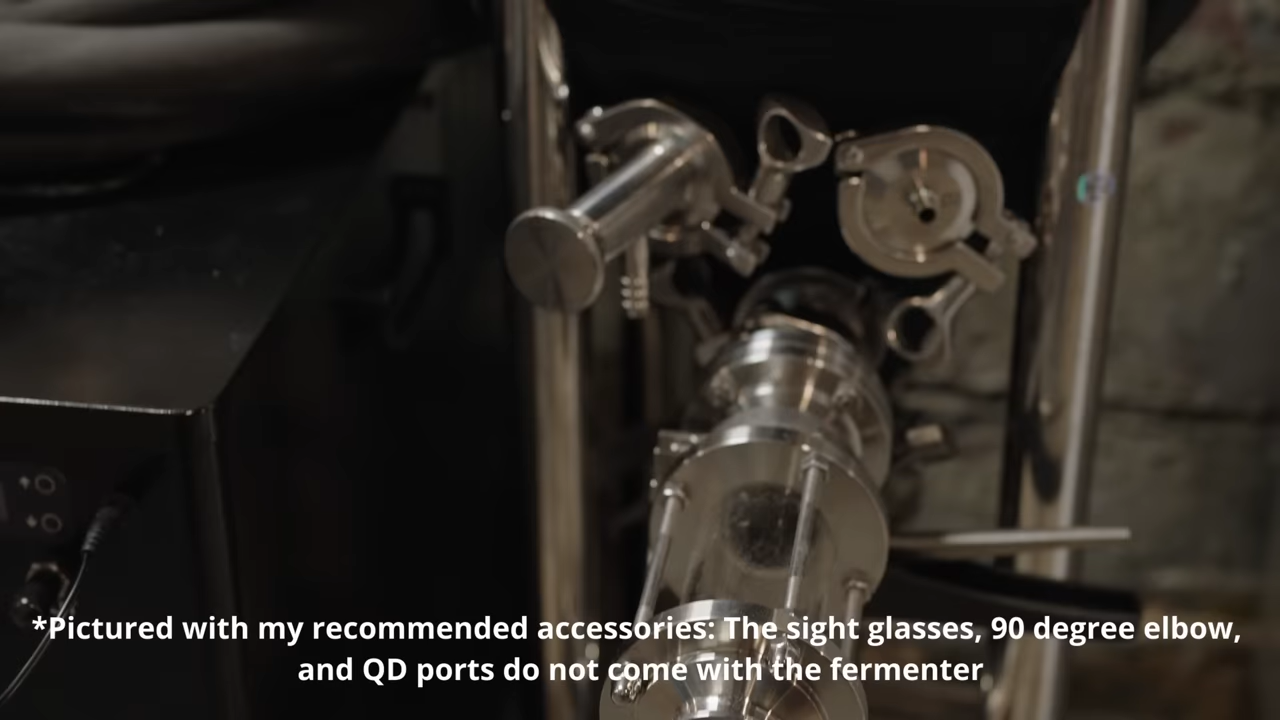 *Pictured with my recommended accessories: The sight glasses, 90 degree elbow,
and QD ports do not come with the fermenter